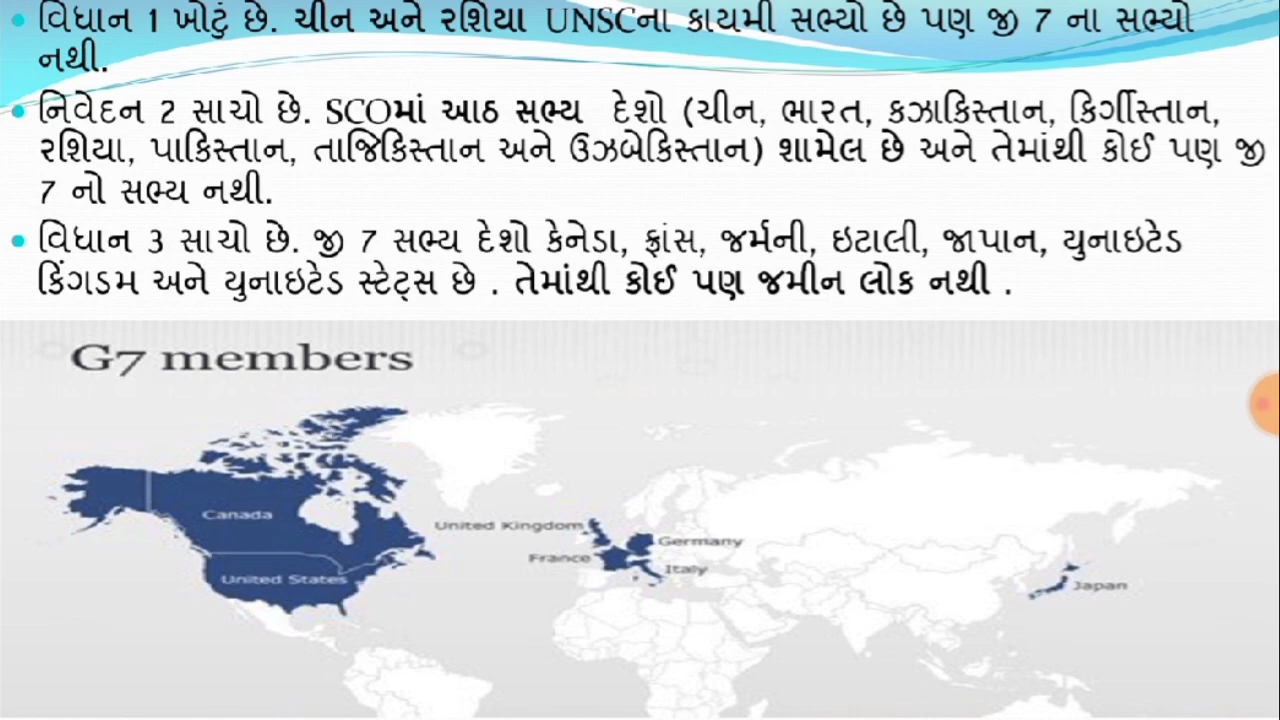 વિધાન 1 ખોટું છે. ચીન અને રશિયા UNSCના કાયમી સભ્યો છે પણ જી 7 ના સભ્યો
નથી.
નિવેદન 2 સાચો છે. SCOમાં આઠ સભ્ય દેશો (ચીન, ભારત, કઝાકિસ્તાન, કિર્ગીસ્તાન,
રશિયા, પાકિસ્તાન, તાજિકિસ્તાન અને ઉઝબેકિસ્તાન) શામેલ છે અને તેમાંથી કોઈ પણ જી
7 નો સભ્ય નથી.
વિધાન 3 સાચો છે. જી 7 સભ્ય દેશો કેનેડા, ફ્રાંસ, જર્મની, ઇટાલી, જાપાન, યુનાઇટેડ
કિંગડમ અને યુનાઇટેડ સ્ટેટ્સ છે . તેમાંથી કોઈ પણ જમીન લોક નથી .
G7 members
Canada
United Kingdom
Germany
France
Italy
United States
Japan